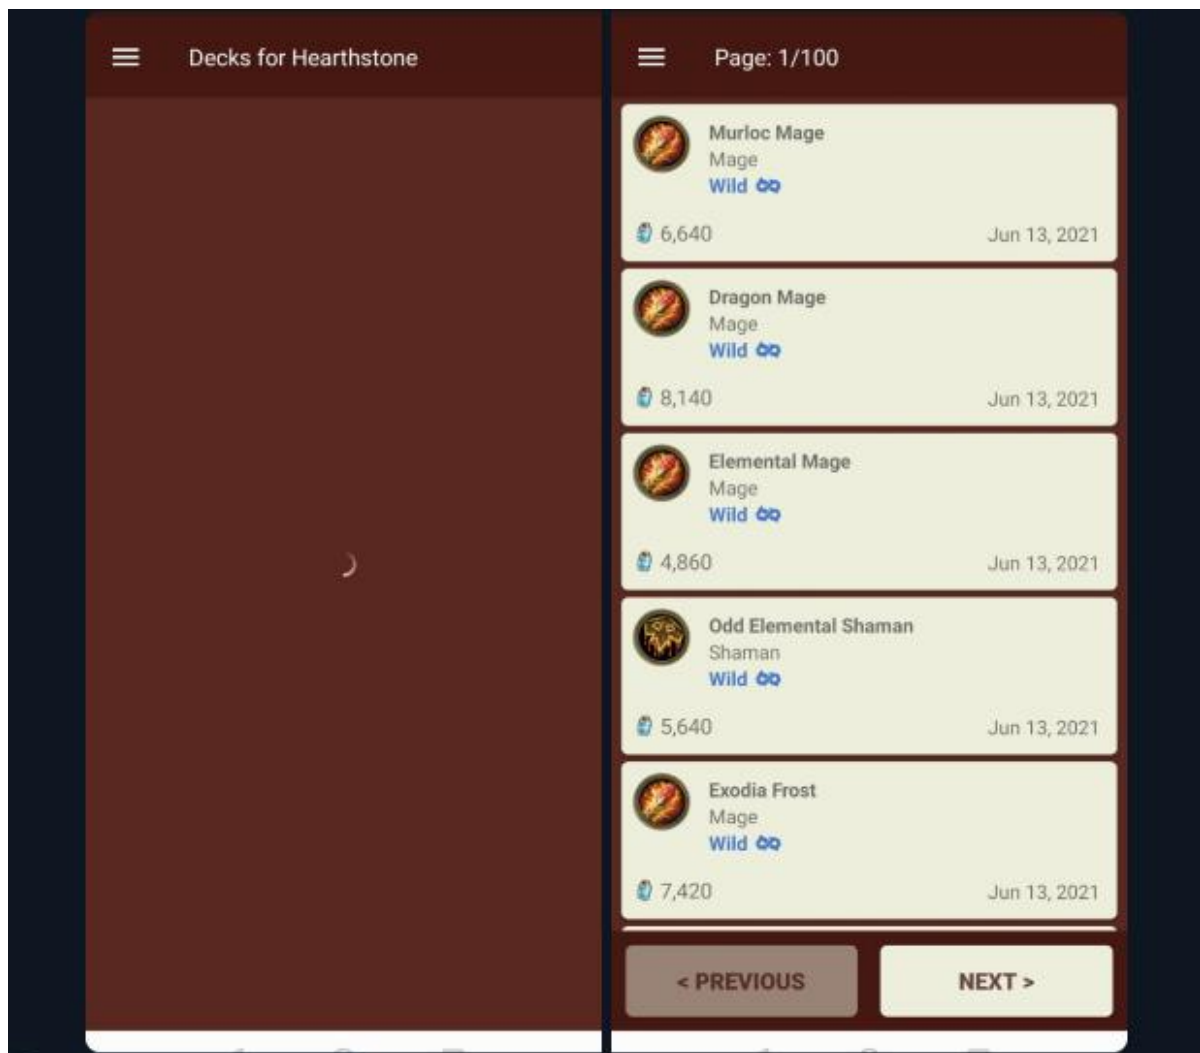 Decks for Hearthstone
Page: 1/100
Murloc Mage
Mage
Wild
6,640
Jun 13, 2021
Dragon Mage
Mage
Wild
8,140
Jun 13, 2021
Elemental Mage
Mage
Wild
4,860
Jun 13, 2021
Odd Elemental Shaman
Shaman
Wild
5,640
Jun 13, 2021
Exodia Frost
Mage
Wild
7,420
Jun 13, 2021
< PREVIOUS
NEXT >